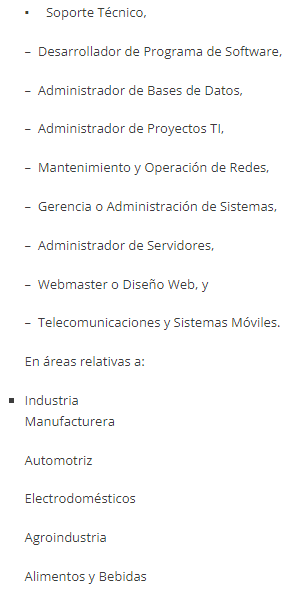 ▪ Soporte Técnico,
– Desarrollador de Programa de Software,
– Administrador de Bases de Datos,
– Administrador de Proyectos TI,
– Mantenimiento y Operación de Redes,
– Gerencia o Administración de Sistemas,
– Administrador de Servidores,
– Webmaster o Diseño Web, y
– Telecomunicaciones y Sistemas Móviles.
En áreas relativas a:
▪ Industria
Manufacturera
Automotriz
Electrodomésticos
Agroindustria
Alimentos y Bebidas